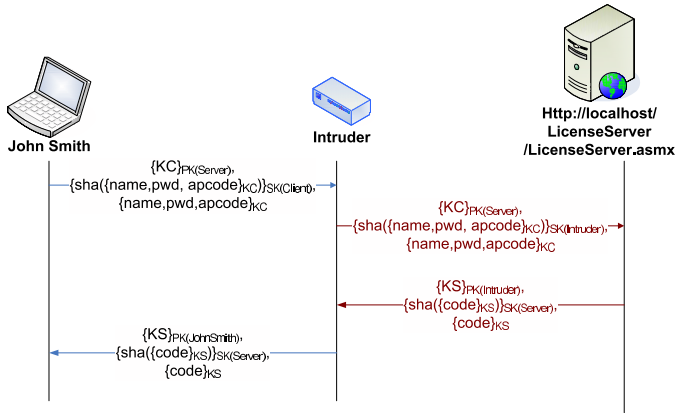 John Smith
Intruder
Http://localhost/
LicenseServer
/LicenseServer.asmx
{KC}PK(Server),
{sha({name,pwd, apcode}KC)}SK(Client),
{name,pwd,apcode}KC
{KC}PK(Server),
{sha({name,pwd, apcode}KC)}SK(Intruder),
{name,pwd,apcode}KC
{KS}PK(Intruder),
{sha({code}KS)}SK(Server),
{code}KS
{KS}PK(JohnSmith),
{sha({code}KS)}SK(Server),
{code}KS